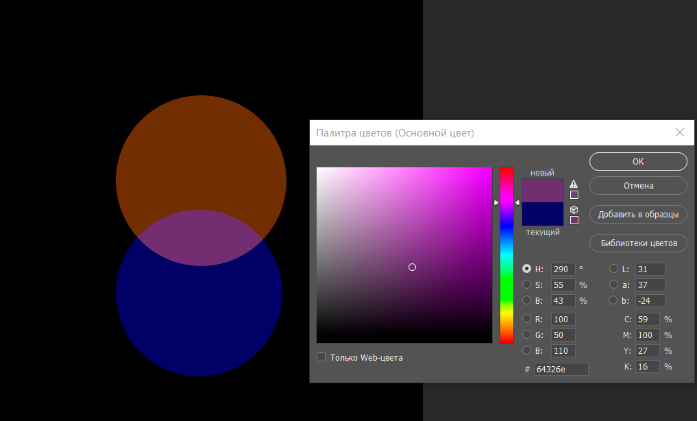 Палитра цветов (Основной цвет)
новый
текущий
OK
Отмена
Добавить в образцы
Библиотеки цветов
H: 290 °
S: 55 %
B: 43 %
R: 100
G: 50
B: 110
# 64326e
L: 31
a: 37
b: -24
C: 59 %
M: 100 %
Y: 27 %
K: 16 %
Только Web-цвета